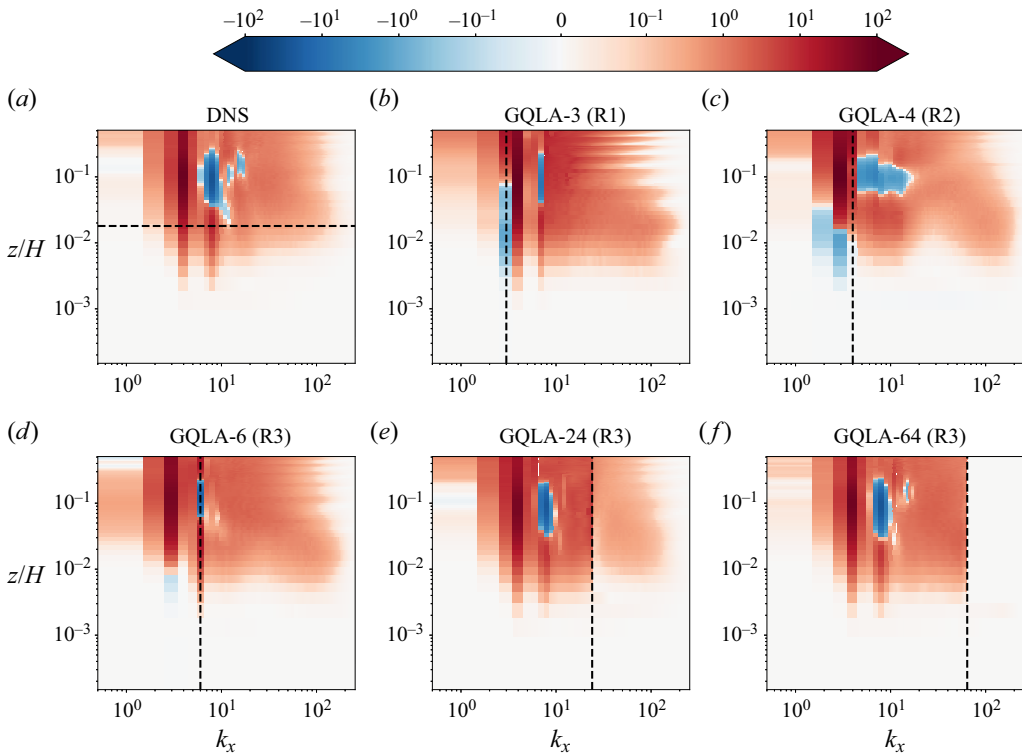 −10² −10¹ −10⁰ −10⁻¹ 0 10⁻¹ 10⁰ 10¹ 10²
(a) DNS
(b) GQLA-3 (R1)
(c) GQLA-4 (R2)
z/H
10⁻¹ 10⁻² 10⁻³
10⁻¹ 10⁻² 10⁻³
10⁻¹ 10⁻² 10⁻³
10⁰ 10¹ 10²
10⁰ 10¹ 10²
10⁰ 10¹ 10²
(d) GQLA-6 (R3)
(e) GQLA-24 (R3)
(f) GQLA-64 (R3)
z/H
10⁻¹ 10⁻² 10⁻³
10⁻¹ 10⁻² 10⁻³
10⁻¹ 10⁻² 10⁻³
10⁰ 10¹ 10²
10⁰ 10¹ 10²
10⁰ 10¹ 10²
kₓ kₓ kₓ